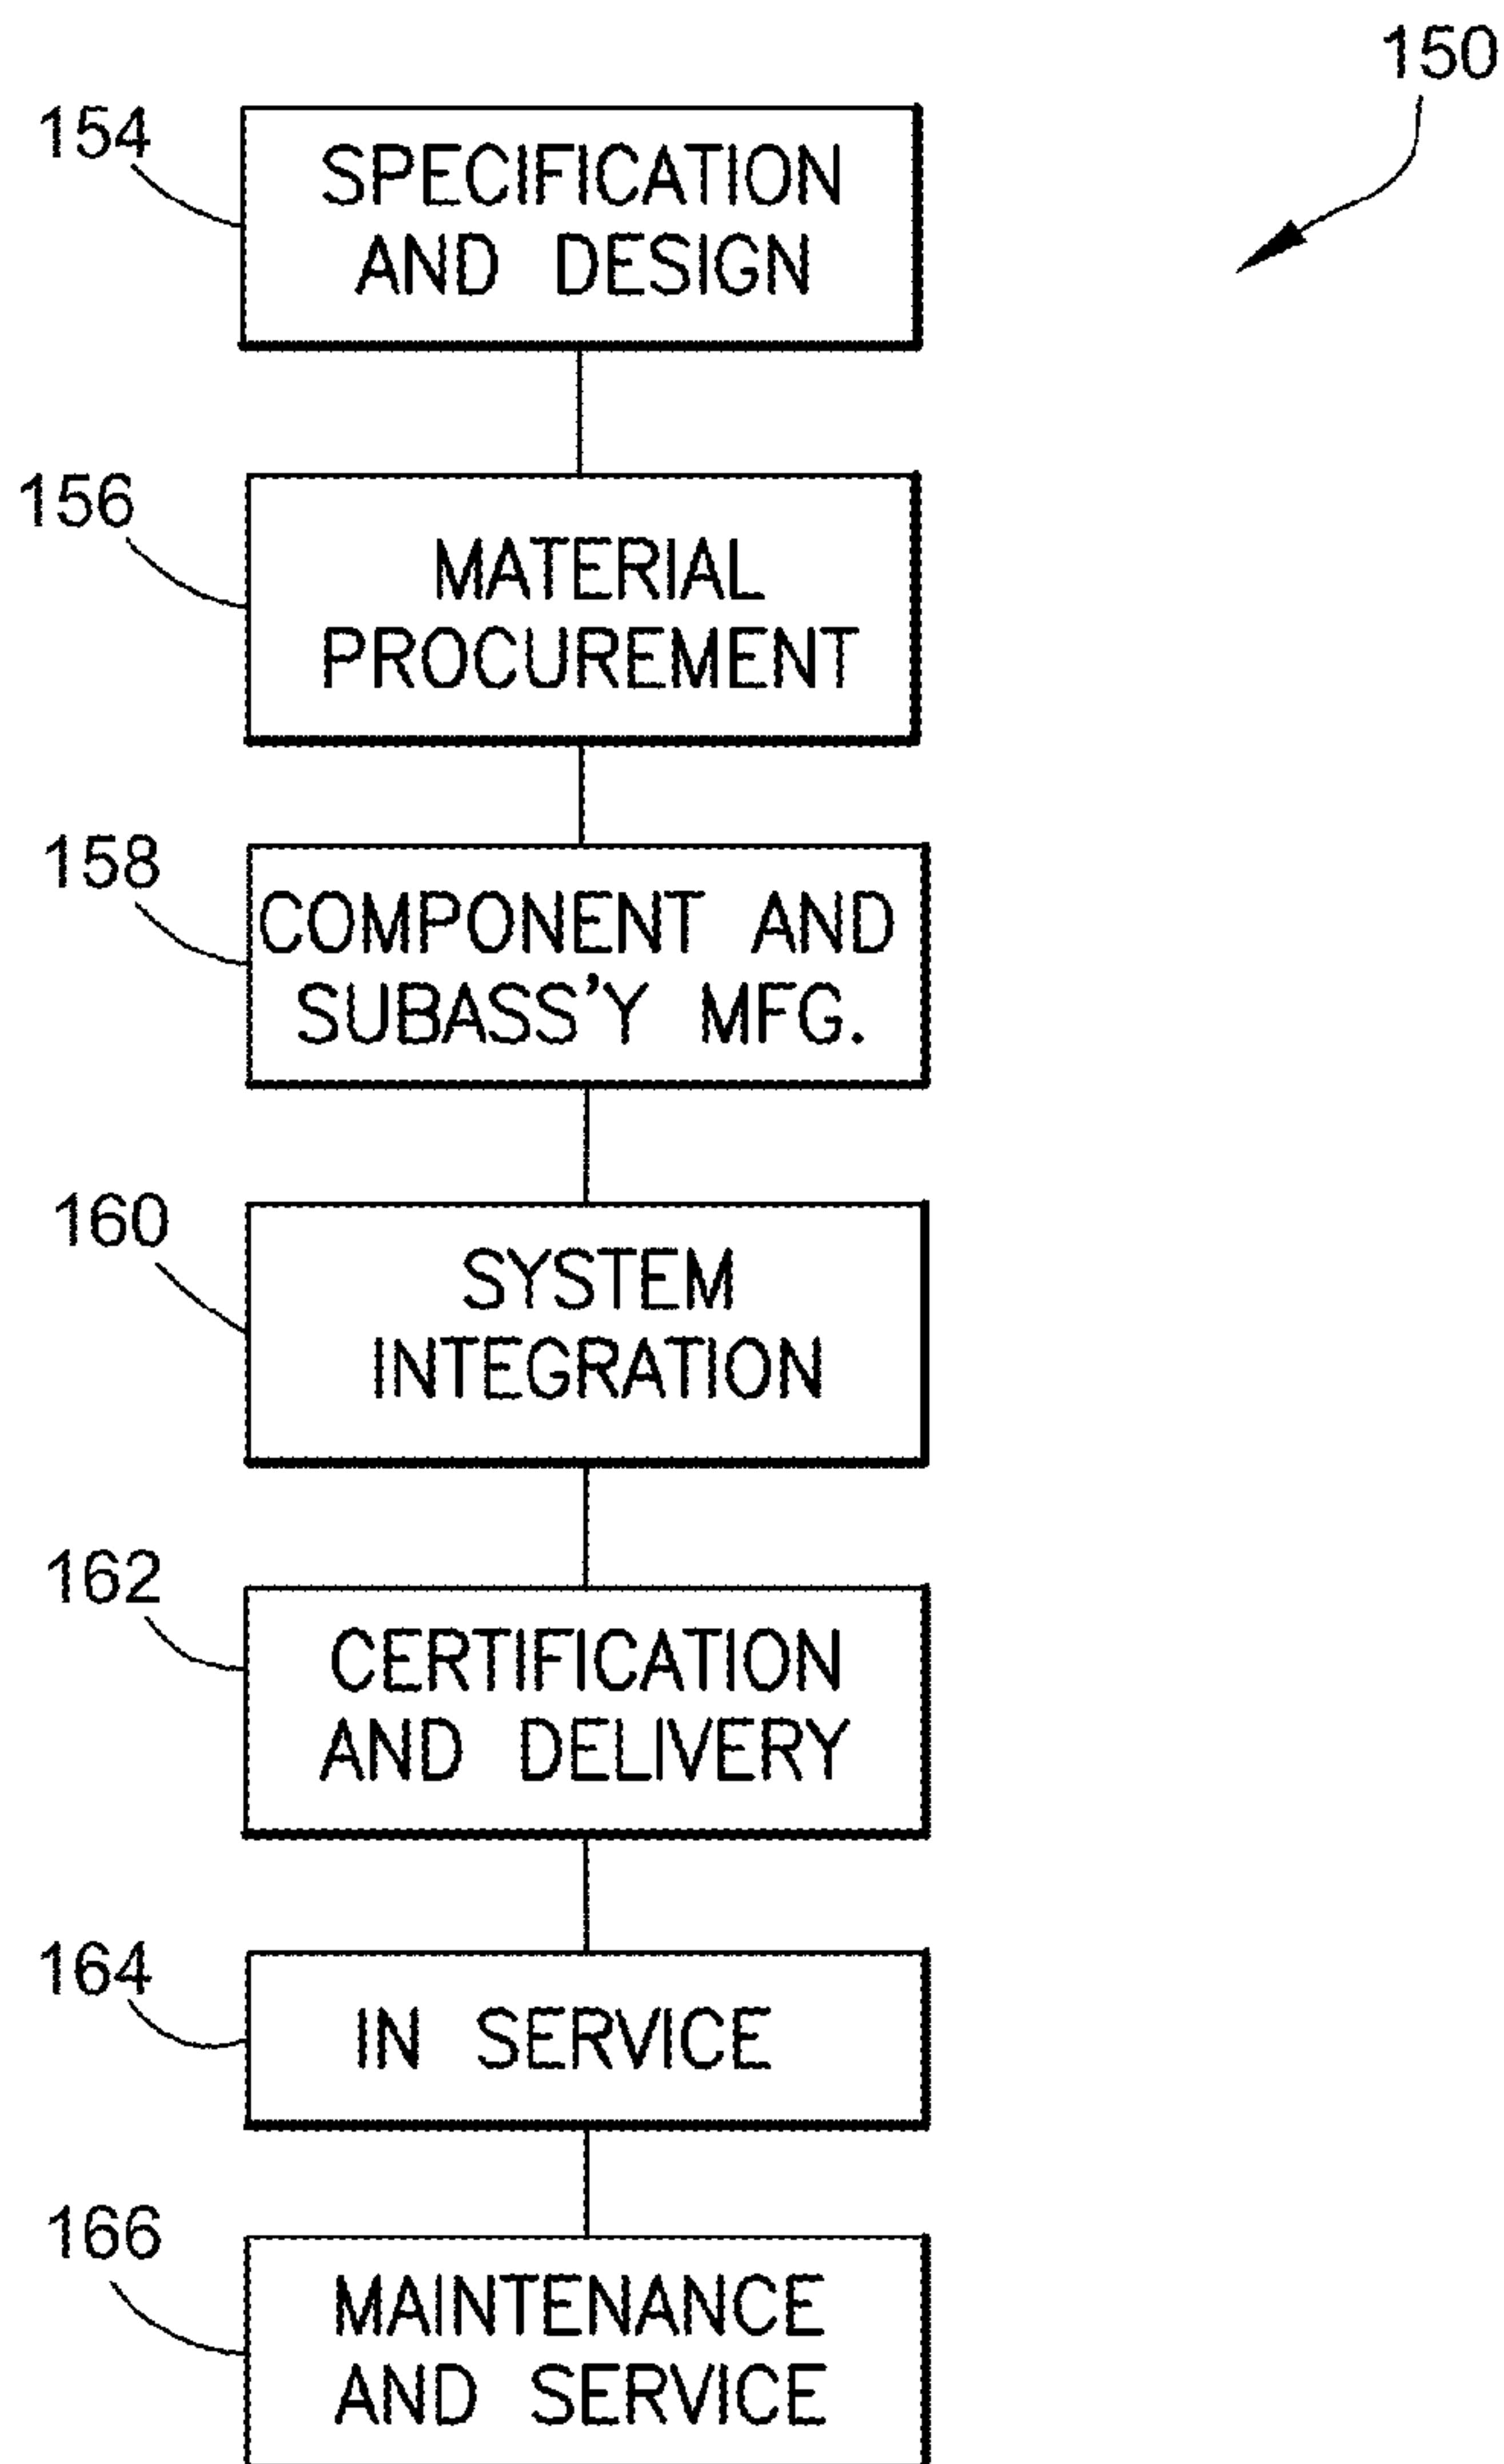 150
154
SPECIFICATION
AND DESIGN
156
MATERIAL
PROCUREMENT
158
COMPONENT AND
SUBASS'Y MFG.
160
SYSTEM
INTEGRATION
162
CERTIFICATION
AND DELIVERY
164
IN SERVICE
166
MAINTENANCE
AND SERVICE